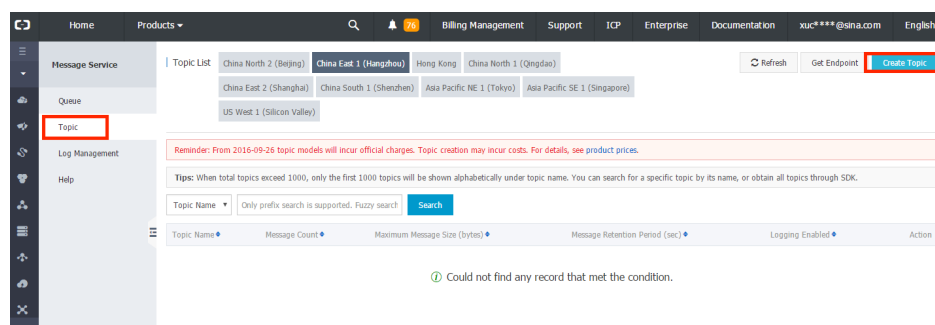 Home Products 76 Billing Management Support ICP Enterprise Documentation xuc****@sina.com English
Message Service
Queue
Topic
Log Management
Help
Topic List China North 2 (Beijing) China East 1 (Hangzhou) Hong Kong China North 1 (Qingdao) Refresh Get Endpoint Create Topic
China East 2 (Shanghai) China South 1 (Shenzhen) Asia Pacific NE 1 (Tokyo) Asia Pacific SE 1 (Singapore)
US West 1 (Silicon Valley)
Reminder: From 2016-09-26 topic models will incur official charges. Topic creation may incur costs. For details, see product prices.
Tips: When total topics exceed 1000, only the first 1000 topics will be shown alphabetically under topic name. You can search for a specific topic by its name, or obtain all topics through SDK.
Topic Name Only prefix search is supported. Fuzzy search Search
Topic Name Message Count Maximum Message Size (bytes) Message Retention Period (sec) Logging Enabled Action
Could not find any record that met the condition.